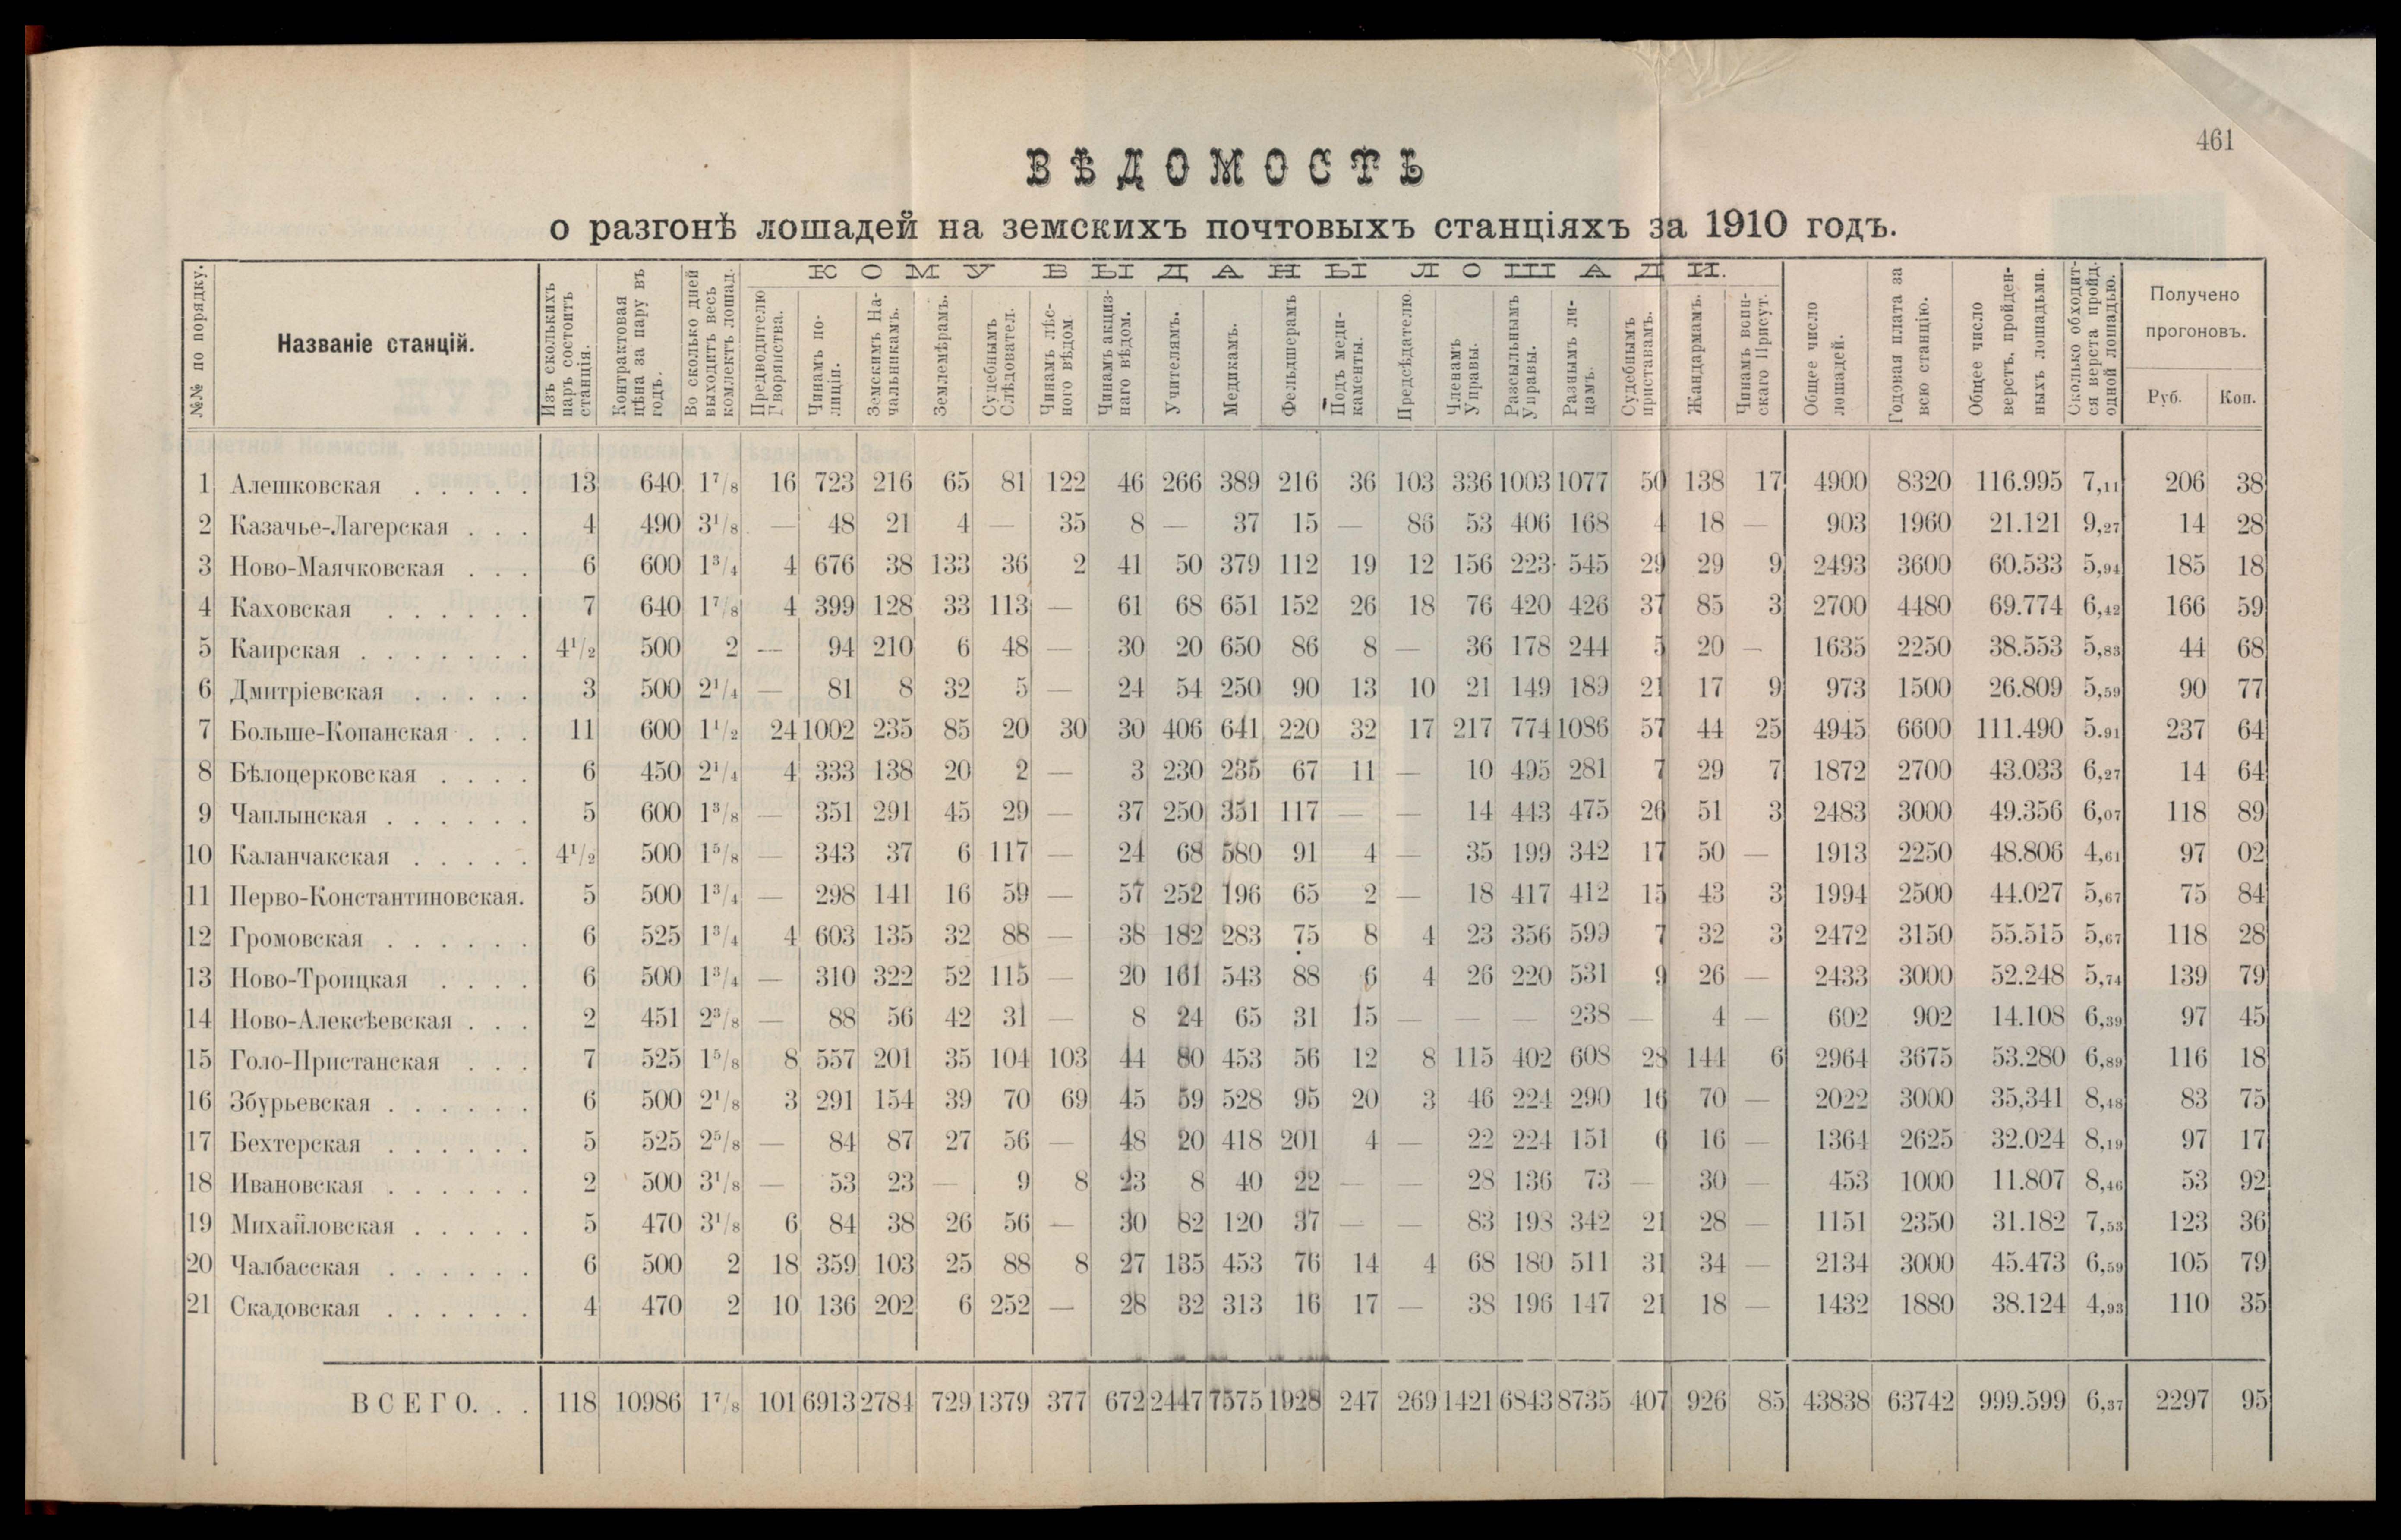 461
ВѢДОМОСТЬ
о разгонѣ лошадей на земскихъ почтовыхъ станціяхъ за 1910 годъ.
№№ по порядку. Названіе станцій. Изъ сколькихъ паръ состоитъ станція. Контрактовая цѣна за пару въ годъ. Во сколько дней выходитъ весь комлектъ лошад. КОМУ ВЫДАНЫ ЛОШАДИ. Общее число лошадей. Годовая плата за всю станцію. Общее число верстъ, пройденныхъ лошадьми. Сколько обходится верста пройд. одной лошадью. Получено прогоновъ.
Предводителю Дворянства. Чинамъ полиціи. Земскимъ Начальникамъ. Землемѣрамъ. Судебнымъ Слѣдовател. Чинамъ лѣсного вѣдом. Чинамъ акцизнаго вѣдом. Учителямъ. Медикамъ. Фельдшерамъ Подъ медикаменты. Предсѣдателю. Членамъ Управы. Разсыльнымъ Управы. Разнымъ лицамъ. Судебнымъ приставамъ. Жандармамъ. Чинамъ воинскаго Присут. Руб. Коп.
1 Алешковская . . . . . 13 640 1⁷/₈ 16 723 216 65 81 122 46 266 389 216 36 103 336 1003 1077 50 138 17 4900 8320 116.995 7,11 206 38
2 Казачье-Лагерская . . . 4 490 3¹/₈ — 48 21 4 — 35 8 — 37 15 — 86 53 406 168 4 18 — 903 1960 21.121 9,27 14 28
3 Ново-Маячковская . . . 6 600 1³/₄ 4 676 38 133 36 2 41 50 379 112 19 12 156 223 545 29 29 9 2493 3600 60.533 5,94 185 18
4 Каховская . . . . . . 7 640 1⁷/₈ 4 399 128 33 113 — 61 68 651 152 26 18 76 420 426 37 85 3 2700 4480 69.774 6,42 166 59
5 Каирская . . . . . . . 4¹/₂ 500 2 — 94 210 6 48 — 30 20 650 86 8 — 36 178 244 5 20 — 1635 2250 38.553 5,83 44 68
6 Дмитріевская . . . . . 3 500 2¹/₄ — 81 8 32 5 — 24 54 250 90 13 10 21 149 189 21 17 9 973 1500 26.809 5,59 90 77
7 Больше-Копанская . . . 11 600 1¹/₂ 24 1002 235 85 20 30 30 406 641 220 32 17 217 774 1086 57 44 25 4945 6600 111.490 5.91 237 64
8 Бѣлоцерковская . . . . 6 450 2¹/₄ 4 333 138 20 2 — 3 230 235 67 11 — 10 495 281 7 29 7 1872 2700 43.033 6,27 14 64
9 Чаплынская . . . . . . 5 600 1³/₈ — 351 291 45 29 — 37 250 351 117 — — 14 443 475 26 51 3 2483 3000 49.356 6,07 118 89
10 Каланчакская . . . . . 4¹/₂ 500 1⁵/₈ — 343 37 6 117 — 24 68 580 91 4 — 35 199 342 17 50 — 1913 2250 48.806 4,61 97 02
11 Перво-Константиновская. 5 500 1³/₄ — 298 141 16 59 — 57 252 196 65 2 — 18 417 412 15 43 3 1994 2500 44.027 5,67 75 84
12 Громовская . . . . . . 6 525 1³/₄ 4 603 135 32 88 — 38 182 283 75 8 4 23 356 599 7 32 3 2472 3150 55.515 5,67 118 28
13 Ново-Троицкая . . . . 6 500 1³/₄ — 310 322 52 115 — 20 161 543 88 6 4 26 220 531 9 26 — 2433 3000 52.248 5,74 139 79
14 Ново-Алексѣевская . . . 2 451 2³/₈ — 88 56 42 31 — 8 24 65 31 15 — — — 238 — 4 — 602 902 14.108 6,39 97 45
15 Голо-Пристанская . . . 7 525 1⁵/₈ 8 557 201 35 104 103 44 80 453 56 12 8 115 402 608 28 144 6 2964 3675 53.280 6,89 116 18
16 Збурьевская . . . . . . 6 500 2¹/₈ 3 291 154 39 70 69 45 59 528 95 20 3 46 224 290 16 70 — 2022 3000 35,341 8,48 83 75
17 Бехтерская . . . . . . 5 525 2⁵/₈ — 84 87 27 56 — 48 20 418 201 4 — 22 224 151 6 16 — 1364 2625 32.024 8,19 97 17
18 Ивановская . . . . . . 2 500 3¹/₈ — 53 23 — 9 8 23 8 40 22 — — 28 136 73 — 30 — 453 1000 11.807 8,46 53 92
19 Михайловская . . . . . 5 470 3¹/₈ 6 84 38 26 56 — 30 82 120 37 — — 83 198 342 21 28 — 1151 2350 31.182 7,53 123 36
20 Чалбасская . . . . . . 6 500 2 18 359 103 25 88 8 27 135 453 76 14 4 68 180 511 31 34 — 2134 3000 45.473 6,59 105 79
21 Скадовская . . . . . . 4 470 2 10 136 202 6 252 — 28 32 313 16 17 — 38 196 147 21 18 — 1432 1880 38.124 4,93 110 35
ВСЕГО. . . 118 10986 1⁷/₈ 101 6913 2784 729 1379 377 672 2447 7575 1928 247 269 1421 6843 8735 407 926 85 43838 63742 999.599 6,37 2297 95